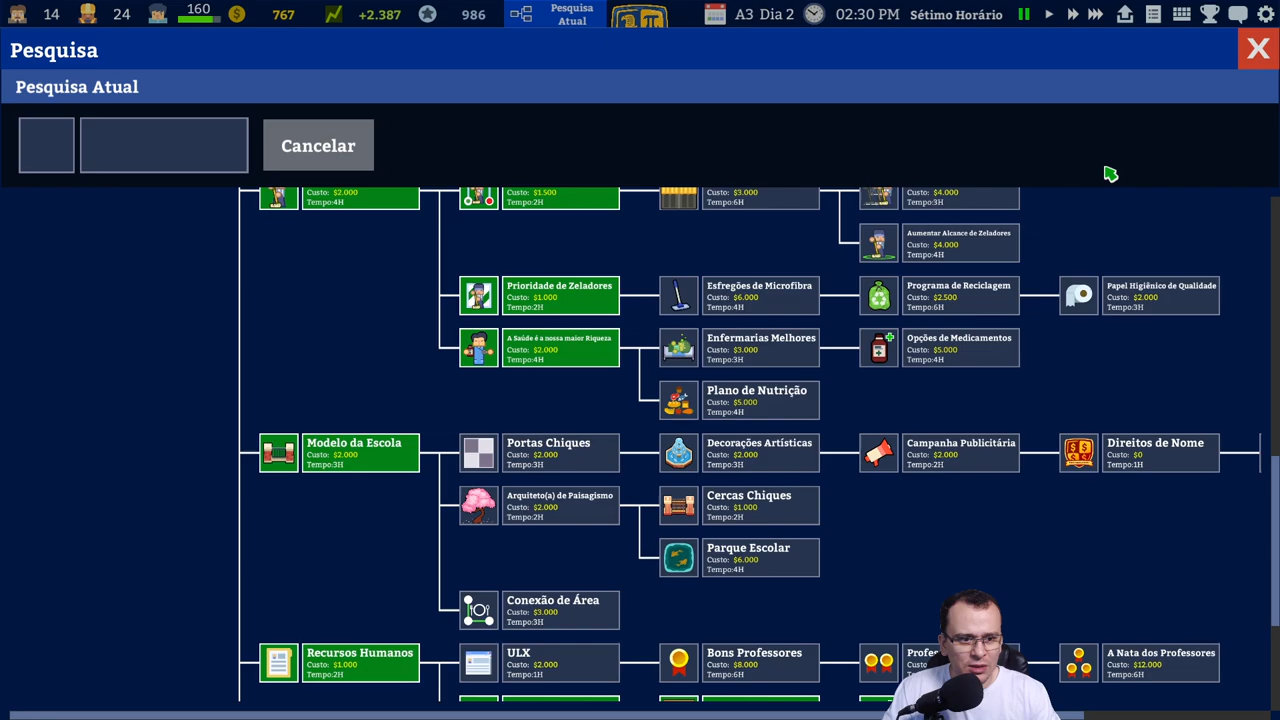 14 24 160 767 +2.387 986 Pesquisa Atual A3 Dia 2 02:30 PM Sétimo Horário
Pesquisa X
Pesquisa Atual
Cancelar
Custo: $2.000 Custo: $1.500 Custo: $3.000 Custo: $4.000
Tempo:4H Tempo:2H Tempo:6H Tempo:3H
Aumentar Alcance de Zeladores
Custo: $4.000
Tempo:4H
Prioridade de Zeladores Esfregões de Microfibra Programa de Reciclagem Papel Higiênico de Qualidade
Custo: $1.000 Custo: $6.000 Custo: $2.500 Custo: $2.000
Tempo:2H Tempo:4H Tempo:6H Tempo:3H
A Saúde é a nossa maior Riqueza Enfermarias Melhores Opções de Medicamentos
Custo: $2.000 Custo: $3.000 Custo: $5.000
Tempo:4H Tempo:3H Tempo:4H
Plano de Nutrição
Custo: $5.000
Tempo:4H
Modelo da Escola Portas Chiques Decorações Artísticas Campanha Publicitária Direitos de Nome
Custo: $2.000 Custo: $2.000 Custo: $2.000 Custo: $2.000 Custo: $0
Tempo:3H Tempo:3H Tempo:3H Tempo:2H Tempo:1H
Arquiteto(a) de Paisagismo Cercas Chiques
Custo: $2.000 Custo: $1.000
Tempo:2H Tempo:2H
Parque Escolar
Custo: $6.000
Tempo:4H
Conexão de Área
Custo: $3.000
Tempo:3H
Recursos Humanos ULX Bons Professores A Nata dos Professores
Custo: $1.000 Custo: $2.000 Custo: $8.000 Custo: $12.000
Tempo:2H Tempo:1H Tempo:6H Tempo:6H